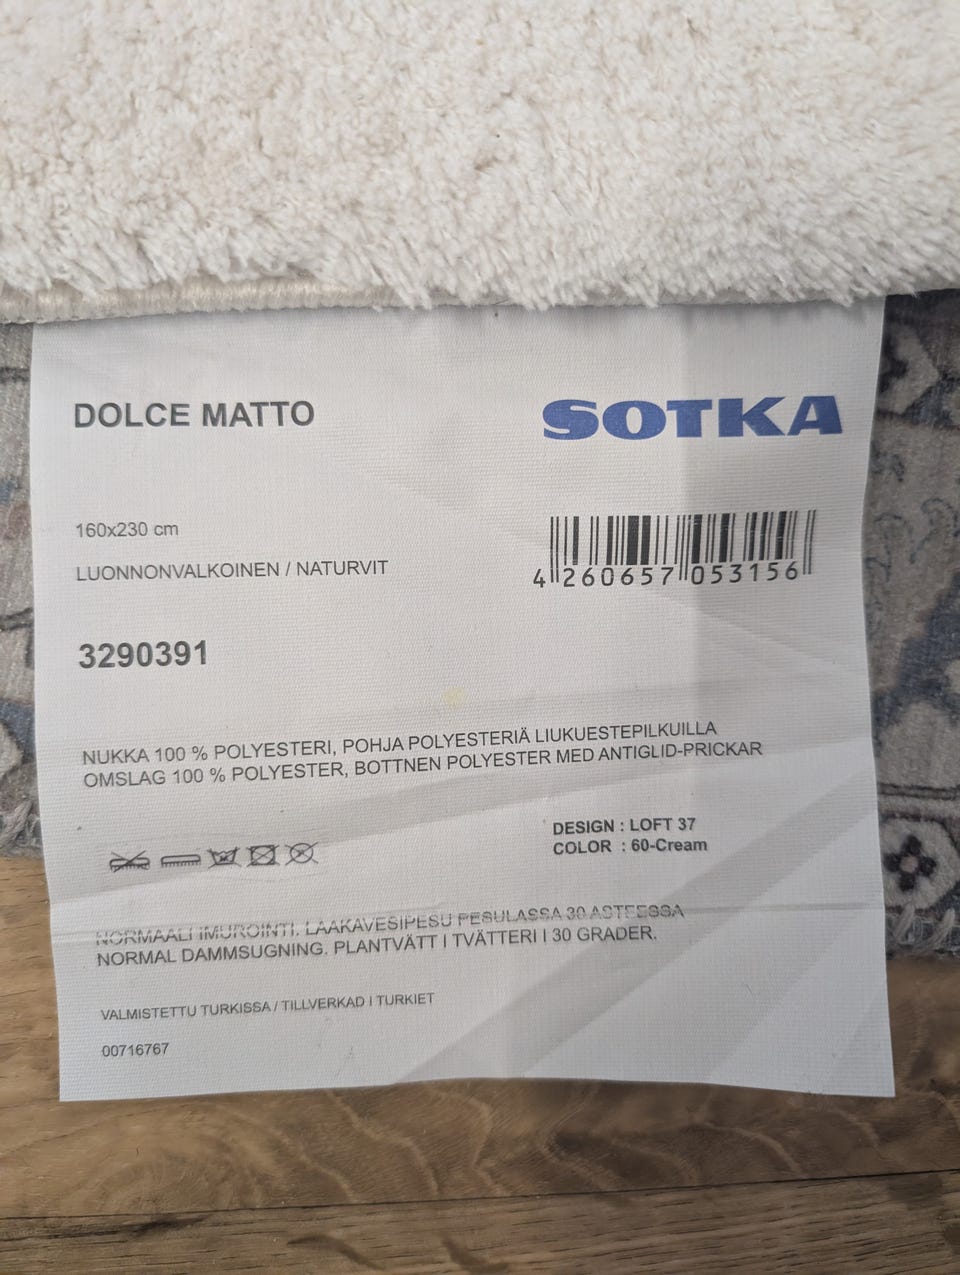 DOLCE MATTO
SOTKA
160x230 cm
LUONNONVALKOINEN / NATURVIT
4 260657 053156
3290391
NUKKA 100 % POLYESTERI, POHJA POLYESTERIÄ LIUKUESTEPILKUILLA
OMSLAG 100 % POLYESTER, BOTTNEN POLYESTER MED ANTIGLID-PRICKAR
DESIGN : LOFT 37
COLOR : 60-Cream
NORMAALI IMUROINTI. LAAKAVESIPESU PESULASSA 30 ASTEESSA
NORMAL DAMMSUGNING. PLANTVÄTT I TVÄTTERI I 30 GRADER.
VALMISTETTU TURKISSA / TILLVERKAD I TURKIET
00716767